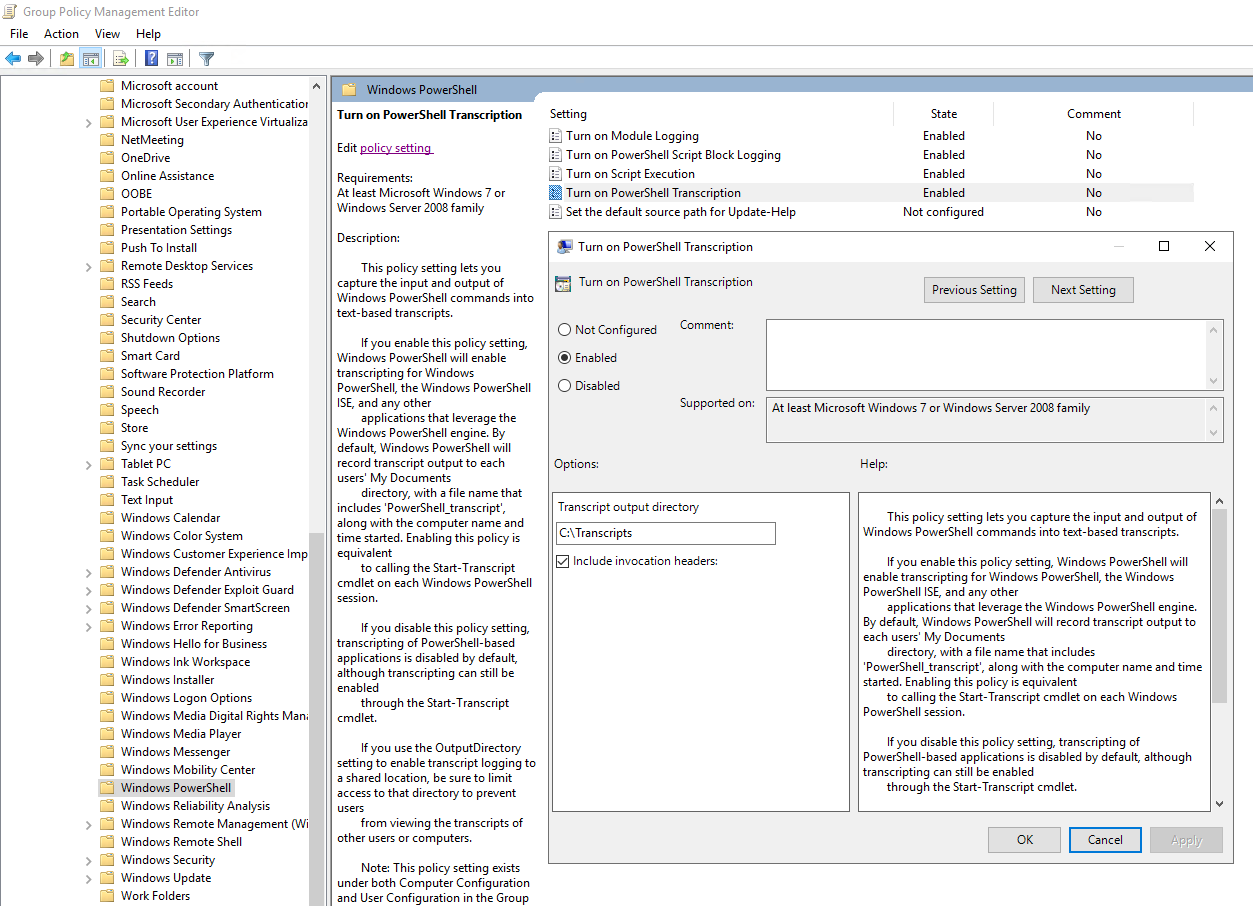 Group Policy Management Editor
File Action View Help
Microsoft account
Microsoft Secondary Authentication
Microsoft User Experience Virtualiza
NetMeeting
OneDrive
Online Assistance
OOBE
Portable Operating System
Presentation Settings
Push To Install
Remote Desktop Services
RSS Feeds
Search
Security Center
Shutdown Options
Smart Card
Software Protection Platform
Sound Recorder
Speech
Store
Sync your settings
Tablet PC
Task Scheduler
Text Input
Windows Calendar
Windows Color System
Windows Customer Experience Imp
Windows Defender Antivirus
Windows Defender Exploit Guard
Windows Defender SmartScreen
Windows Error Reporting
Windows Hello for Business
Windows Ink Workspace
Windows Installer
Windows Logon Options
Windows Media Digital Rights Mana
Windows Media Player
Windows Messenger
Windows Mobility Center
Windows PowerShell
Windows Reliability Analysis
Windows Remote Management (Wi
Windows Remote Shell
Windows Security
Windows Update
Work Folders
Windows PowerShell
Turn on PowerShell Transcription
Edit policy setting
Requirements:
At least Microsoft Windows 7 or
Windows Server 2008 family
Description:
This policy setting lets you
capture the input and output of
Windows PowerShell commands into
text-based transcripts.
If you enable this policy setting,
Windows PowerShell will enable
transcripting for Windows
PowerShell, the Windows PowerShell
ISE, and any other
applications that leverage the
Windows PowerShell engine. By
default, Windows PowerShell will
record transcript output to each
users' My Documents
directory, with a file name that
includes 'PowerShell_transcript',
along with the computer name and
time started. Enabling this policy is
equivalent
to calling the Start-Transcript
cmdlet on each Windows PowerShell
session.
If you disable this policy setting,
transcripting of PowerShell-based
applications is disabled by default,
although transcripting can still be
enabled
through the Start-Transcript
cmdlet.
If you use the OutputDirectory
setting to enable transcript logging to
a shared location, be sure to limit
access to that directory to prevent
users
from viewing the transcripts of
other users or computers.
Note: This policy setting exists
under both Computer Configuration
and User Configuration in the Group
Setting State Comment
Turn on Module Logging Enabled No
Turn on PowerShell Script Block Logging Enabled No
Turn on Script Execution Enabled No
Turn on PowerShell Transcription Enabled No
Set the default source path for Update-Help Not configured No
Turn on PowerShell Transcription
Turn on PowerShell Transcription
Previous Setting Next Setting
Not Configured
Enabled
Disabled
Comment:
Supported on:
At least Microsoft Windows 7 or Windows Server 2008 family
Options:
Help:
Transcript output directory
C:\Transcripts
Include invocation headers:
This policy setting lets you capture the input and output of
Windows PowerShell commands into text-based transcripts.
If you enable this policy setting, Windows PowerShell will
enable transcripting for Windows PowerShell, the Windows
PowerShell ISE, and any other
applications that leverage the Windows PowerShell engine.
By default, Windows PowerShell will record transcript output to
each users' My Documents
directory, with a file name that includes
'PowerShell_transcript', along with the computer name and time
started. Enabling this policy is equivalent
to calling the Start-Transcript cmdlet on each Windows
PowerShell session.
If you disable this policy setting, transcripting of
PowerShell-based applications is disabled by default, although
transcripting can still be enabled
through the Start-Transcript cmdlet.
OK Cancel Apply